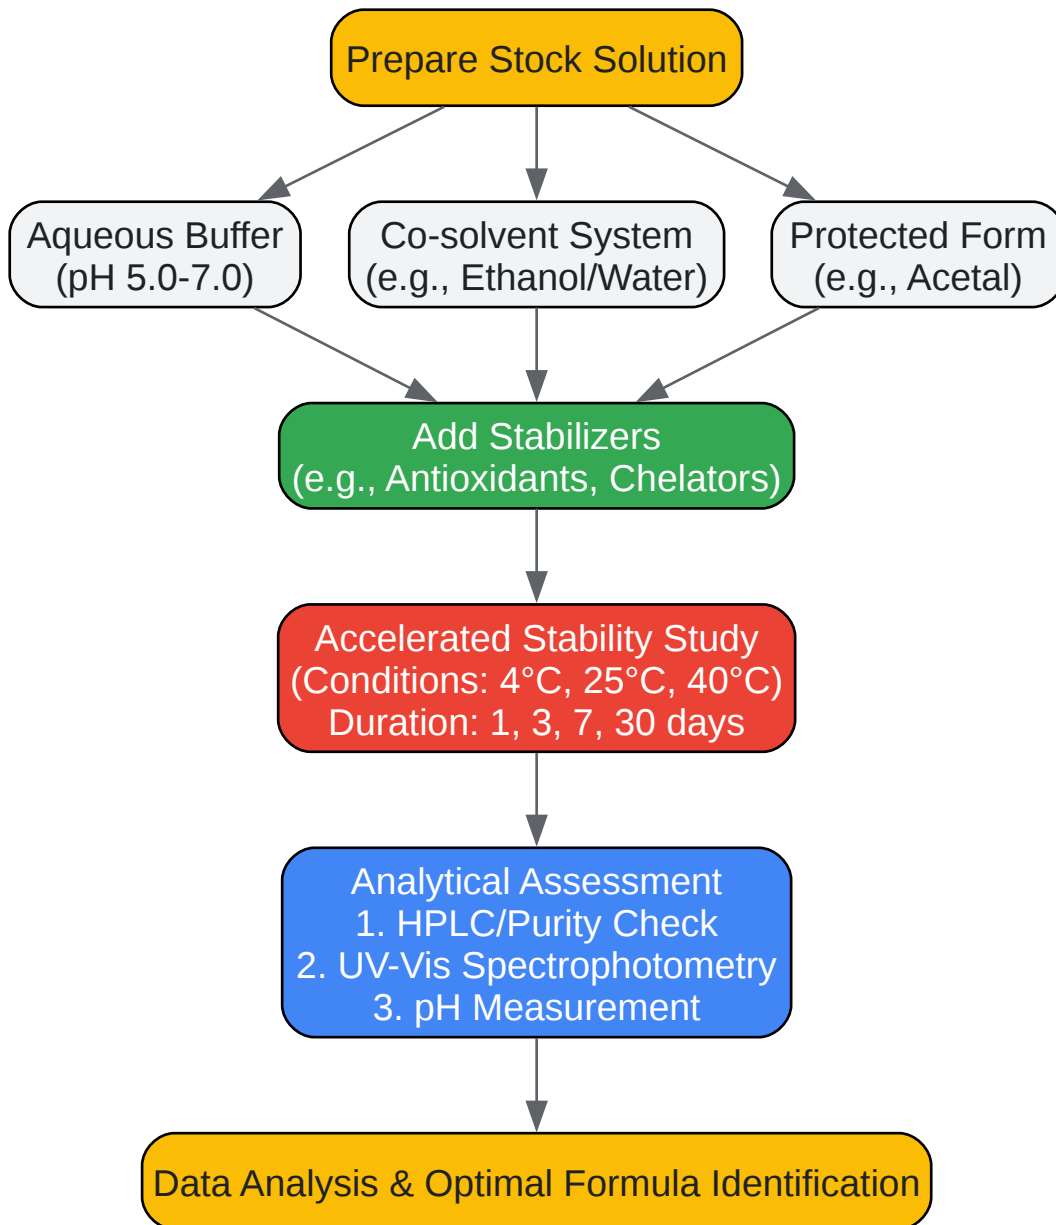 Prepare Stock Solution
Aqueous Buffer
(pH 5.0-7.0)
Co-solvent System
(e.g., Ethanol/Water)
Protected Form
(e.g., Acetal)
Add Stabilizers
(e.g., Antioxidants, Chelators)
Accelerated Stability Study
(Conditions: 4°C, 25°C, 40°C)
Duration: 1, 3, 7, 30 days
Analytical Assessment
1. HPLC/Purity Check
2. UV-Vis Spectrophotometry
3. pH Measurement
Data Analysis & Optimal Formula Identification